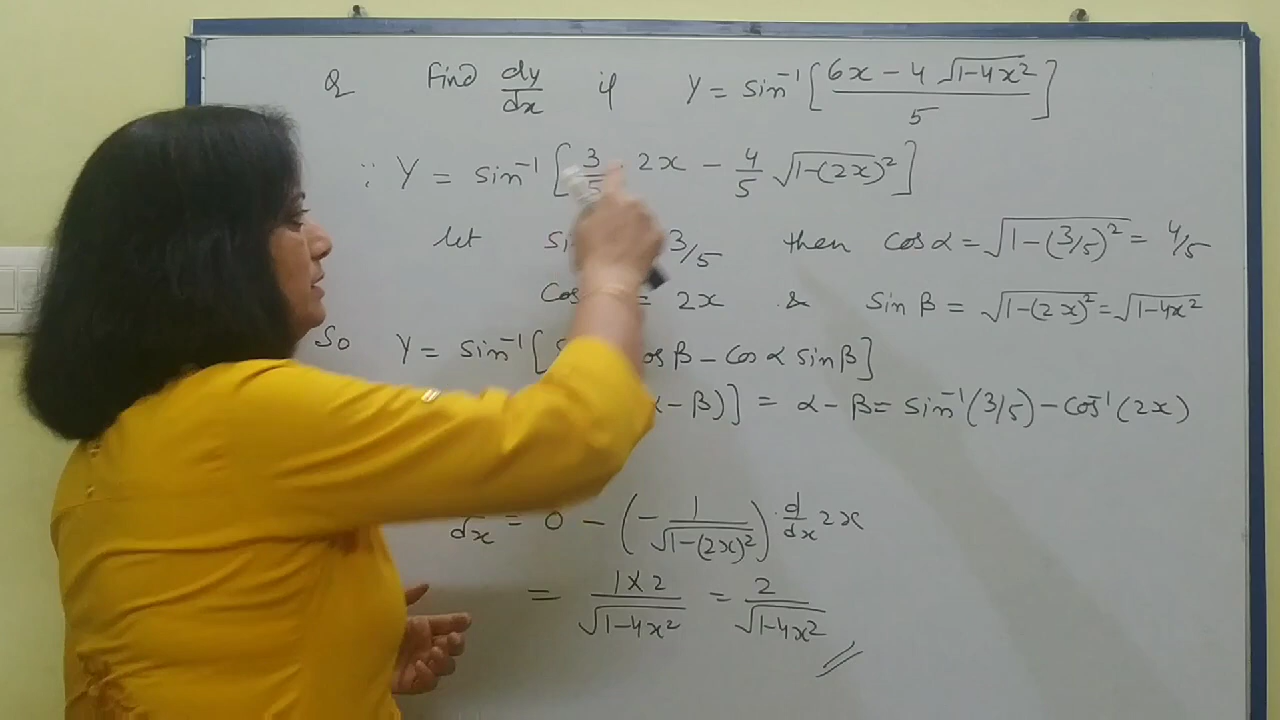 Q Find dy/dx if Y = sin⁻¹[(6x − 4√(1−4x²))/5]
∵ Y = sin⁻¹[3/5 · 2x − 4/5 √(1−(2x)²)]
let 3/5 then cos α = √(1−(3/5)²) = 4/5
Cos = 2x & Sin β = √(1−(2x)²) = √(1−4x²)
So Y = sin⁻¹[ cos β − Cos α sin β]
− β)] = α − β = sin⁻¹(3/5) − cos⁻¹(2x)
dx = 0 − (−1/√(1−(2x)²)) · d/dx 2x
= 1×2/√(1−4x²) = 2/√(1−4x²)